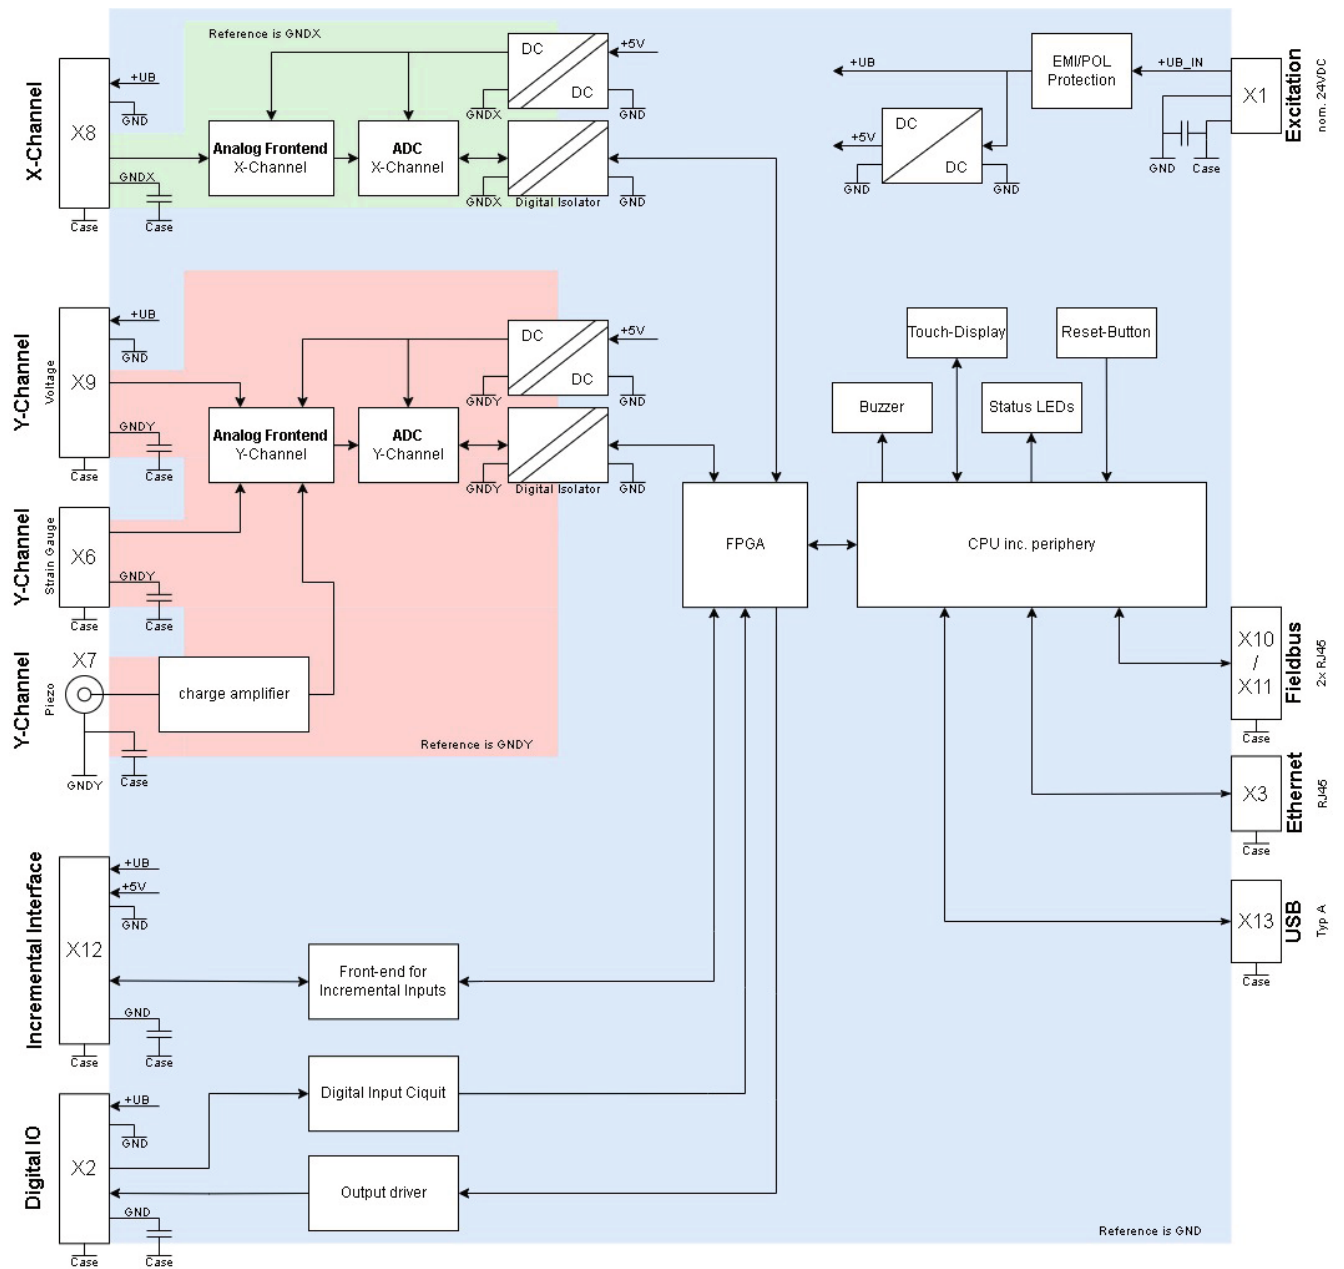 Reference is GNDX
X-Channel
X8
+UB
GND
GNDX
Case
Case
Analog Frontend
X-Channel
ADC
X-Channel
DC
DC
+5V
GNDX
GND
GNDX
GND
Digital Isolator
+UB
EMI/POL
Protection
+UB_IN
X1
Excitation
nom. 24VDC
+5V
DC
DC
GND
GND
GND
Case
Y-Channel
Voltage
X9
+UB
GND
GNDY
Case
Case
Analog Frontend
Y-Channel
ADC
Y-Channel
DC
DC
+5V
GNDY
GND
GNDY
GND
Digital Isolator
Touch-Display
Reset-Button
Buzzer
Status LEDs
Y-Channel
Strain Gauge
X6
GNDY
Case
Case
FPGA
CPU inc. periphery
Y-Channel
Piezo
X7
charge amplifier
GNDY
Case
Reference is GNDY
X10
/
X11
Fieldbus
2x RJ45
Case
X3
Ethernet
RJ45
Case
X13
USB
Typ A
Case
Incremental Interface
X12
+UB
+5V
GND
GND
Case
Case
Front-end for
Incremental Inputs
Digital IO
X2
+UB
GND
GND
Case
Case
Digital Input Ciquit
Output driver
Reference is GND